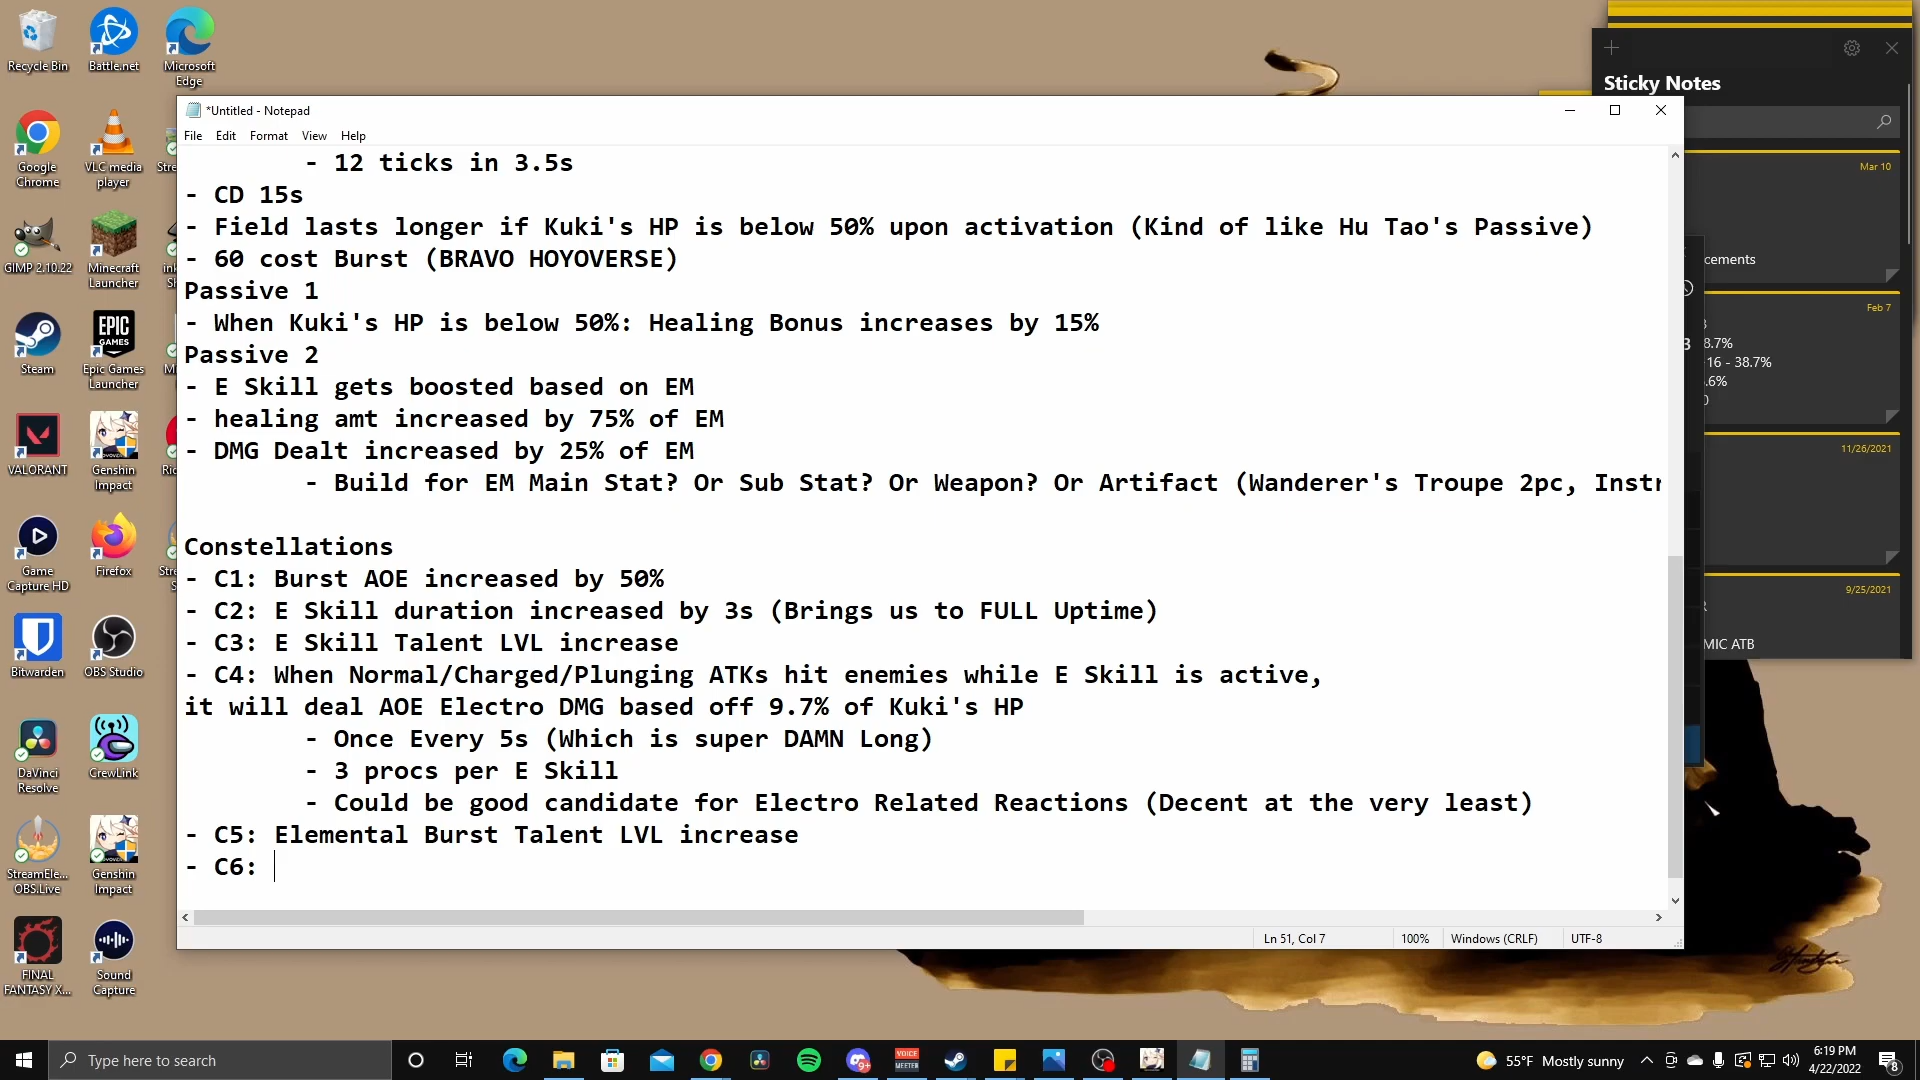 Recycle Bin
Battle.net
Microsoft Edge
Google Chrome
VLC media player
Stre
GIMP 2.10.22
Minecraft Launcher
ink
Steam
Epic Games Launcher
VALORANT
Genshin Impact
Game Capture HD
Firefox
Bitwarden
OBS Studio
DaVinci Resolve
CrewLink
StreamEle... OBS.Live
Genshin Impact
FINAL FANTASY X...
Sound Capture
*Untitled - Notepad
File Edit Format View Help
- 12 ticks in 3.5s
- CD 15s
- Field lasts longer if Kuki's HP is below 50% upon activation (Kind of like Hu Tao's Passive)
- 60 cost Burst (BRAVO HOYOVERSE)
Passive 1
- When Kuki's HP is below 50%: Healing Bonus increases by 15%
Passive 2
- E Skill gets boosted based on EM
- healing amt increased by 75% of EM
- DMG Dealt increased by 25% of EM
- Build for EM Main Stat? Or Sub Stat? Or Weapon? Or Artifact (Wanderer's Troupe 2pc, Instr
Constellations
- C1: Burst AOE increased by 50%
- C2: E Skill duration increased by 3s (Brings us to FULL Uptime)
- C3: E Skill Talent LVL increase
- C4: When Normal/Charged/Plunging ATKs hit enemies while E Skill is active,
it will deal AOE Electro DMG based off 9.7% of Kuki's HP
- Once Every 5s (Which is super DAMN Long)
- 3 procs per E Skill
- Could be good candidate for Electro Related Reactions (Decent at the very least)
- C5: Elemental Burst Talent LVL increase
- C6:
Ln 51, Col 7
100%
Windows (CRLF)
UTF-8
Sticky Notes
Mar 10
cements
Feb 7
8.7%
16 - 38.7%
.6%
11/26/2021
9/25/2021
MIC ATB
Type here to search
55°F Mostly sunny
6:19 PM
4/22/2022
8